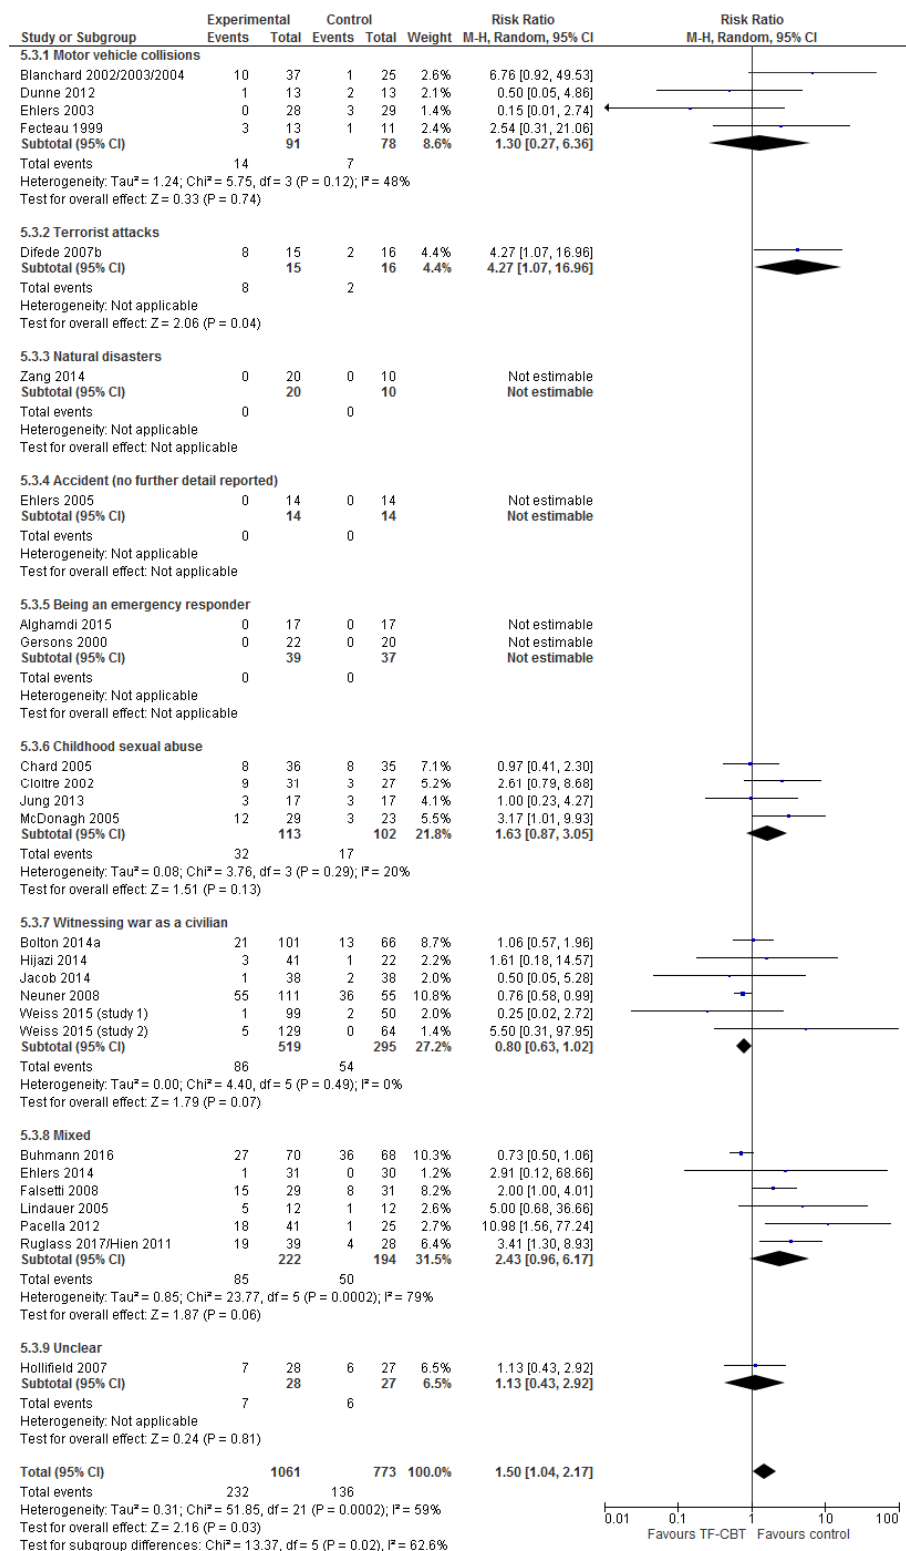 Experimental Control Risk Ratio Risk Ratio
Study or Subgroup Events Total Events Total Weight M-H, Random, 95% CI M-H, Random, 95% CI
5.3.1 Motor vehicle collisions
Blanchard 2002/2003/2004 10 37 1 25 2.6% 6.76 [0.92, 49.53]
Dunne 2012 1 13 2 13 2.1% 0.50 [0.05, 4.86]
Ehlers 2003 0 28 3 29 1.4% 0.15 [0.01, 2.74]
Fecteau 1999 3 13 1 11 2.4% 2.54 [0.31, 21.06]
Subtotal (95% CI) 91 78 8.6% 1.30 [0.27, 6.36]
Total events 14 7
Heterogeneity: Tau² = 1.24; Chi² = 5.75, df = 3 (P = 0.12); I² = 48%
Test for overall effect: Z = 0.33 (P = 0.74)
5.3.2 Terrorist attacks
Difede 2007b 8 15 2 16 4.4% 4.27 [1.07, 16.96]
Subtotal (95% CI) 15 16 4.4% 4.27 [1.07, 16.96]
Total events 8 2
Heterogeneity: Not applicable
Test for overall effect: Z = 2.06 (P = 0.04)
5.3.3 Natural disasters
Zang 2014 0 20 0 10 Not estimable
Subtotal (95% CI) 20 10 Not estimable
Total events 0 0
Heterogeneity: Not applicable
Test for overall effect: Not applicable
5.3.4 Accident (no further detail reported)
Ehlers 2005 0 14 0 14 Not estimable
Subtotal (95% CI) 14 14 Not estimable
Total events 0 0
Heterogeneity: Not applicable
Test for overall effect: Not applicable
5.3.5 Being an emergency responder
Alghamdi 2015 0 17 0 17 Not estimable
Gersons 2000 0 22 0 20 Not estimable
Subtotal (95% CI) 39 37 Not estimable
Total events 0 0
Heterogeneity: Not applicable
Test for overall effect: Not applicable
5.3.6 Childhood sexual abuse
Chard 2005 8 36 8 35 7.1% 0.97 [0.41, 2.30]
Cloitre 2002 9 31 3 27 5.2% 2.61 [0.79, 8.68]
Jung 2013 3 17 3 17 4.1% 1.00 [0.23, 4.27]
McDonagh 2005 12 29 3 23 5.5% 3.17 [1.01, 9.93]
Subtotal (95% CI) 113 102 21.8% 1.63 [0.87, 3.05]
Total events 32 17
Heterogeneity: Tau² = 0.08; Chi² = 3.76, df = 3 (P = 0.29); I² = 20%
Test for overall effect: Z = 1.51 (P = 0.13)
5.3.7 Witnessing war as a civilian
Bolton 2014a 21 101 13 66 8.7% 1.06 [0.57, 1.96]
Hijazi 2014 3 41 1 22 2.2% 1.61 [0.18, 14.57]
Jacob 2014 1 38 2 38 2.0% 0.50 [0.05, 5.28]
Neuner 2008 55 111 36 55 10.8% 0.76 [0.58, 0.99]
Weiss 2015 (study 1) 1 99 2 50 2.0% 0.25 [0.02, 2.72]
Weiss 2015 (study 2) 5 129 0 64 1.4% 5.50 [0.31, 97.95]
Subtotal (95% CI) 519 295 27.2% 0.80 [0.63, 1.02]
Total events 86 54
Heterogeneity: Tau² = 0.00; Chi² = 4.40, df = 5 (P = 0.49); I² = 0%
Test for overall effect: Z = 1.79 (P = 0.07)
5.3.8 Mixed
Buhmann 2016 27 70 36 68 10.3% 0.73 [0.50, 1.06]
Ehlers 2014 1 31 0 30 1.2% 2.91 [0.12, 68.66]
Falsetti 2008 15 29 8 31 8.2% 2.00 [1.00, 4.01]
Lindauer 2005 5 12 1 12 2.6% 5.00 [0.68, 36.66]
Pacella 2012 18 41 1 25 2.7% 10.98 [1.56, 77.24]
Ruglass 2017/Hien 2011 19 39 4 28 6.4% 3.41 [1.30, 8.93]
Subtotal (95% CI) 222 194 31.5% 2.43 [0.96, 6.17]
Total events 85 50
Heterogeneity: Tau² = 0.85; Chi² = 23.77, df = 5 (P = 0.0002); I² = 79%
Test for overall effect: Z = 1.87 (P = 0.06)
5.3.9 Unclear
Hollifield 2007 7 28 6 27 6.5% 1.13 [0.43, 2.92]
Subtotal (95% CI) 28 27 6.5% 1.13 [0.43, 2.92]
Total events 7 6
Heterogeneity: Not applicable
Test for overall effect: Z = 0.24 (P = 0.81)
Total (95% CI) 1061 773 100.0% 1.50 [1.04, 2.17]
Total events 232 136
Heterogeneity: Tau² = 0.31; Chi² = 51.85, df = 21 (P = 0.0002); I² = 59%
Test for overall effect: Z = 2.16 (P = 0.03)
Test for subgroup differences: Chi² = 13.37, df = 5 (P = 0.02), I² = 62.6%
0.01 0.1 1 10 100
Favours TF-CBT Favours control